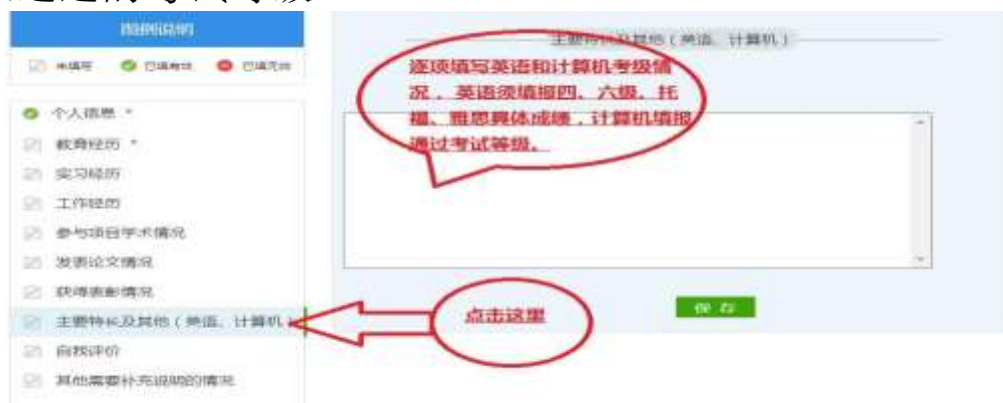 图例说明
未填写 已填有效 已填无效
个人信息 *
教育经历 *
实习经历
工作经历
参与项目学术情况
发表论文情况
获得表彰情况
主要特长及其他（英语、计算机）
自我评价
其他需要补充说明的情况
主要特长及其他（英语、计算机）
逐项填写英语和计算机考级情
况，英语须填报四、六级、托
福、雅思具体成绩，计算机填报
通过考试等级。
点击这里
保 存